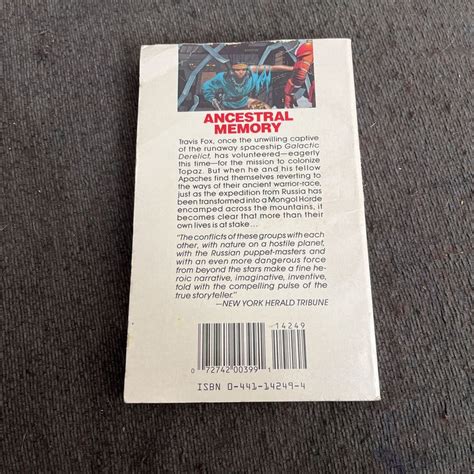 ANCESTRAL
MEMORY
Travis Fox, once the unwilling captive
of the runaway spaceship Galactic
Derelict, has volunteered—eagerly
this time—for the mission to colonize
Topaz. But when he and his fellow
Apaches find themselves reverting to
the ways of their ancient warrior-race,
just as the expedition from Russia has
been transformed into a Mongol Horde
encamped across the mountains, it
becomes clear that more than their
own lives is at stake...
"The conflicts of these groups with each
other, with nature on a hostile planet,
with the Russian puppet-masters and
with an even more dangerous force
from beyond the stars make a fine he-
roic narrative, imaginative, inventive,
told with the compelling pulse of the
true storyteller."
—NEW YORK HERALD TRIBUNE
14249
0 72742 00399 1
ISBN 0-441-14249-4